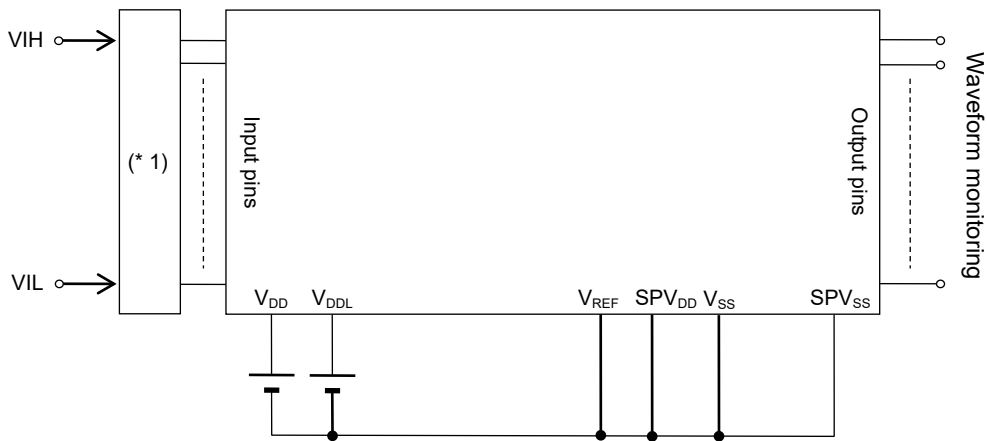 VIH
(* 1)
VIL
Input pins
Output pins
Waveform monitoring
VDD
VDDL
VREF
SPVDD
VSS
SPVSS